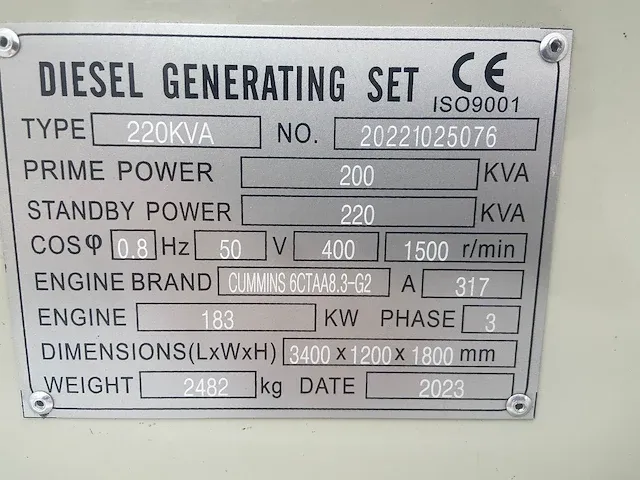 DIESEL GENERATING SET CE
ISO9001
TYPE 220KVA NO. 20221025076
PRIME POWER 200 KVA
STANDBY POWER 220 KVA
COSφ 0.8 Hz 50 V 400 1500 r/min
ENGINE BRAND CUMMINS 6CTAA8.3-G2 A 317
ENGINE 183 KW PHASE 3
DIMENSIONS(LxWxH) 3400 x 1200 x 1800 mm
WEIGHT 2482 kg DATE 2023